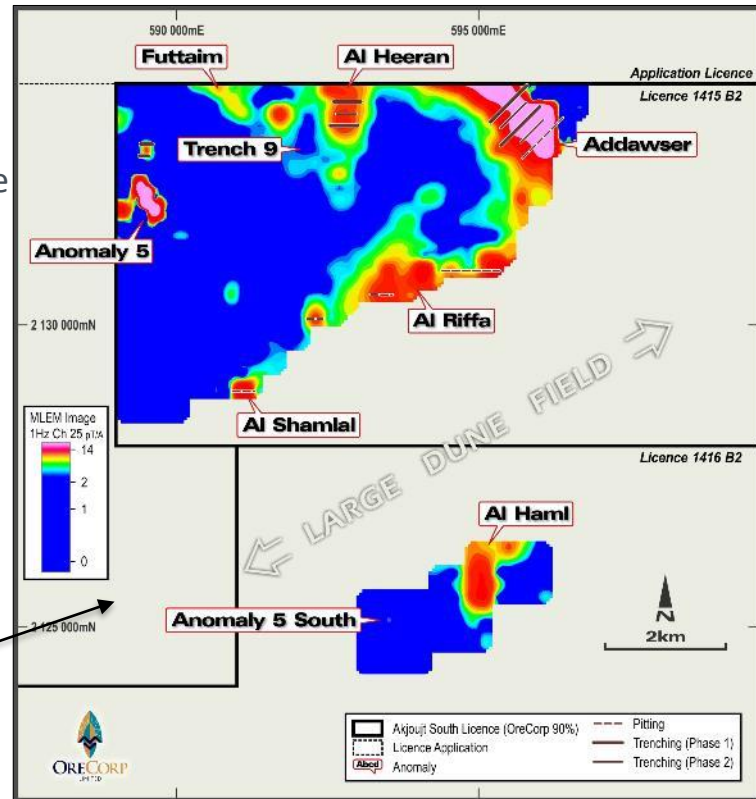 590 000mE
595 000mE
Futtaim
Al Heeran
Application Licence
Licence 1415 B2
Trench 9
Addawser
e
Anomaly 5
2 130 000mN
Al Riffa
MLEM Image
1Hz Ch 25 pT/A
14
2
1
0
Al Shamlal
LARGE DUNE FIELD
Licence 1416 B2
Al Haml
Anomaly 5 South
2 125 000mN
N
2km
ORECORP
LIMITED
Akjoujt South Licence (OreCorp 90%)
Licence Application
Abcd Anomaly
Pitting
Trenching (Phase 1)
Trenching (Phase 2)